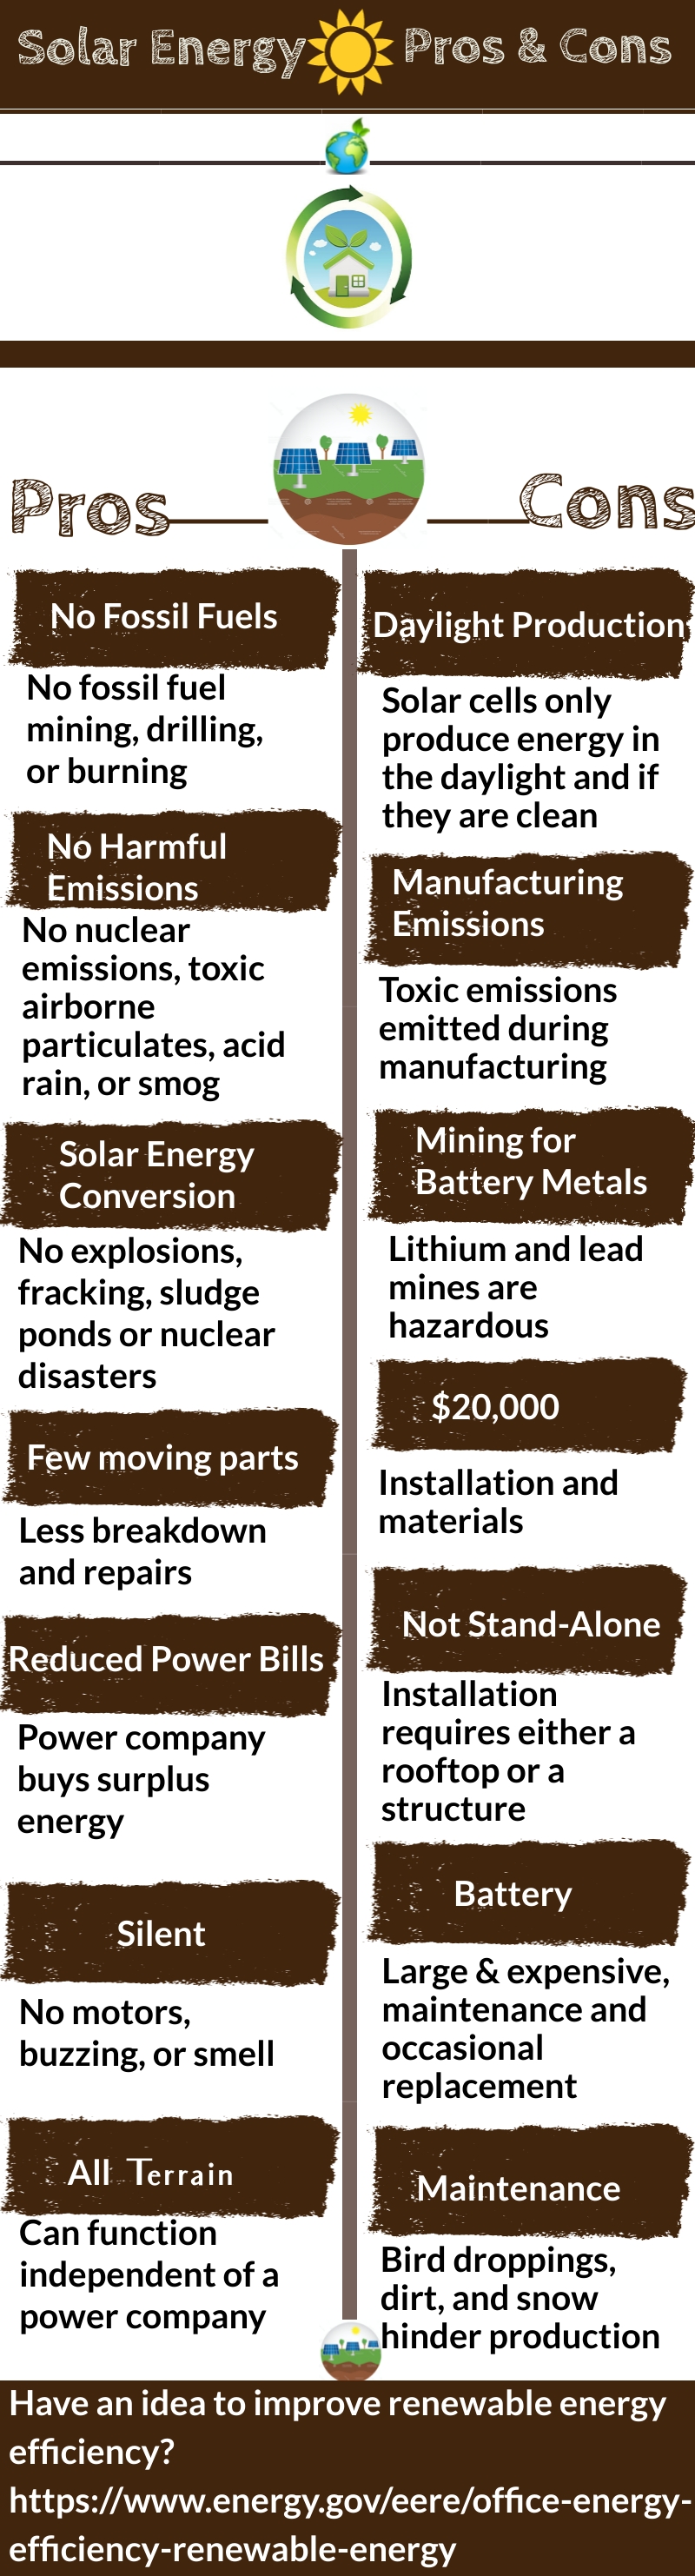 Solar Energy Pros & Cons
Pros
Cons
No Fossil Fuels
No fossil fuel
mining, drilling,
or burning
No Harmful
Emissions
No nuclear
emissions, toxic
airborne
particulates, acid
rain, or smog
Solar Energy
Conversion
No explosions,
fracking, sludge
ponds or nuclear
disasters
Few moving parts
Less breakdown
and repairs
Reduced Power Bills
Power company
buys surplus
energy
Silent
No motors,
buzzing, or smell
All Terrain
Can function
independent of a
power company
Daylight Production
Solar cells only
produce energy in
the daylight and if
they are clean
Manufacturing
Emissions
Toxic emissions
emitted during
manufacturing
Mining for
Battery Metals
Lithium and lead
mines are
hazardous
$20,000
Installation and
materials
Not Stand-Alone
Installation
requires either a
rooftop or a
structure
Battery
Large & expensive,
maintenance and
occasional
replacement
Maintenance
Bird droppings,
dirt, and snow
hinder production
Have an idea to improve renewable energy
efficiency?
https://www.energy.gov/eere/office-energy-
efficiency-renewable-energy